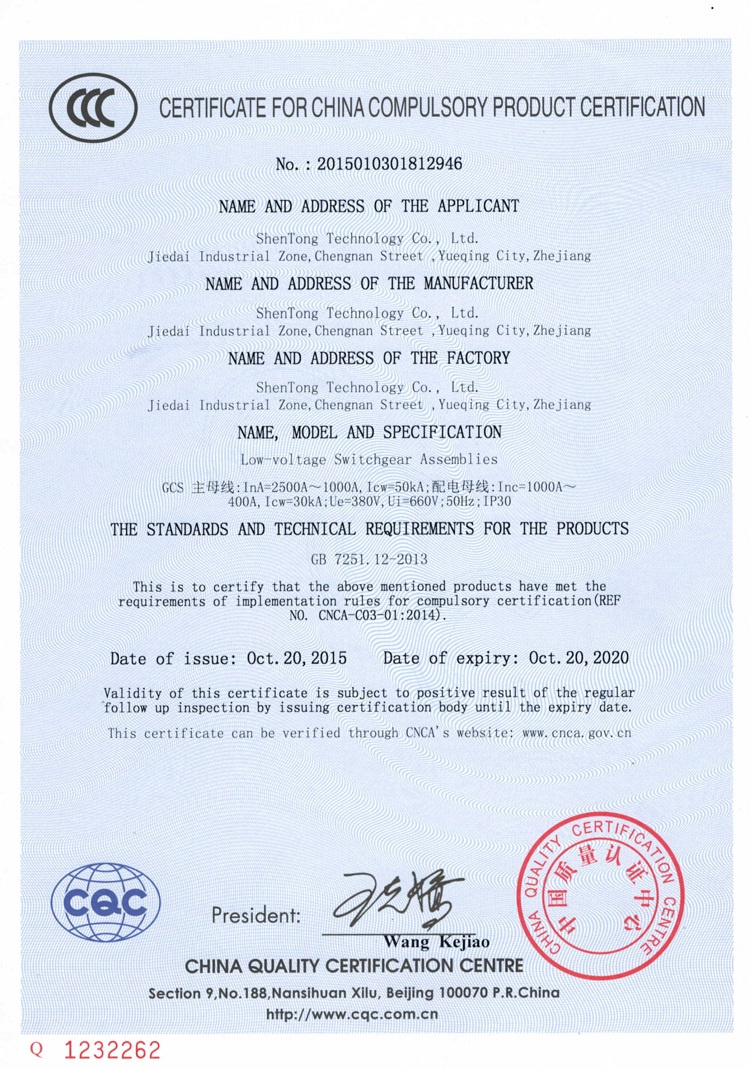 CCC
CERTIFICATE FOR CHINA COMPULSORY PRODUCT CERTIFICATION
No. : 2015010301812946
NAME AND ADDRESS OF THE APPLICANT
ShenTong Technology Co., Ltd.
Jiedai Industrial Zone,Chengnan Street ,Yueqing City,Zhejiang
NAME AND ADDRESS OF THE MANUFACTURER
ShenTong Technology Co., Ltd.
Jiedai Industrial Zone,Chengnan Street ,Yueqing City,Zhejiang
NAME AND ADDRESS OF THE FACTORY
ShenTong Technology Co., Ltd.
Jiedai Industrial Zone,Chengnan Street ,Yueqing City,Zhejiang
NAME, MODEL AND SPECIFICATION
Low-voltage Switchgear Assemblies
GCS 主母线:InA=2500A～1000A,Icw=50kA;配电母线:Inc=1000A～
400A,Icw=30kA;Ue=380V,Ui=660V;50Hz;IP30
THE STANDARDS AND TECHNICAL REQUIREMENTS FOR THE PRODUCTS
GB 7251.12-2013
This is to certify that the above mentioned products have met the
requirements of implementation rules for compulsory certification(REF
NO. CNCA-C03-01:2014).
Date of issue: Oct.20,2015 Date of expiry: Oct.20,2020
Validity of this certificate is subject to positive result of the regular
follow up inspection by issuing certification body until the expiry date.
This certificate can be verified through CNCA's website: www.cnca.gov.cn
CHINA QUALITY CERTIFICATION CENTRE
中国质量认证中心
CQC
President:
王克娇
Wang Kejiao
CHINA QUALITY CERTIFICATION CENTRE
Section 9,No.188,Nansihuan Xilu, Beijing 100070 P.R.China
http://www.cqc.com.cn
Q 1232262